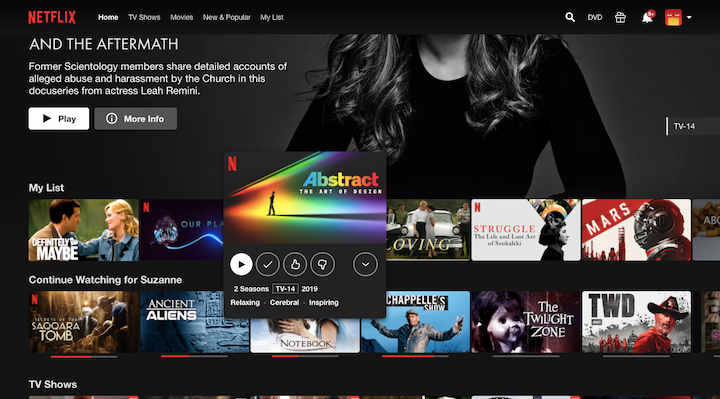 NETFLIX
Home
TV Shows
Movies
New & Popular
My List
DVD
9+
AND THE AFTERMATH
Former Scientology members share detailed accounts of
alleged abuse and harassment by the Church in this
docuseries from actress Leah Remini.
Play
More Info
TV-14
My List
DEFINITELY,
MAYBE
N
OUR PLA
N
Abstract
THE ART OF DESIGN
LOVING
N
STRUGGLE
The Life and Lost Art
of Szukalski
MARS
ABO
2 Seasons TV-14 2019
Relaxing · Cerebral · Inspiring
Continue Watching for Suzanne
N
SECRETS OF THE
SAQQARA
TOMB
ANCIENT
ALIENS
THE
NOTEBOOK
CHAPPELLE'S
SHOW
The
TWILIGHT
ZONE
TWD
TV Shows